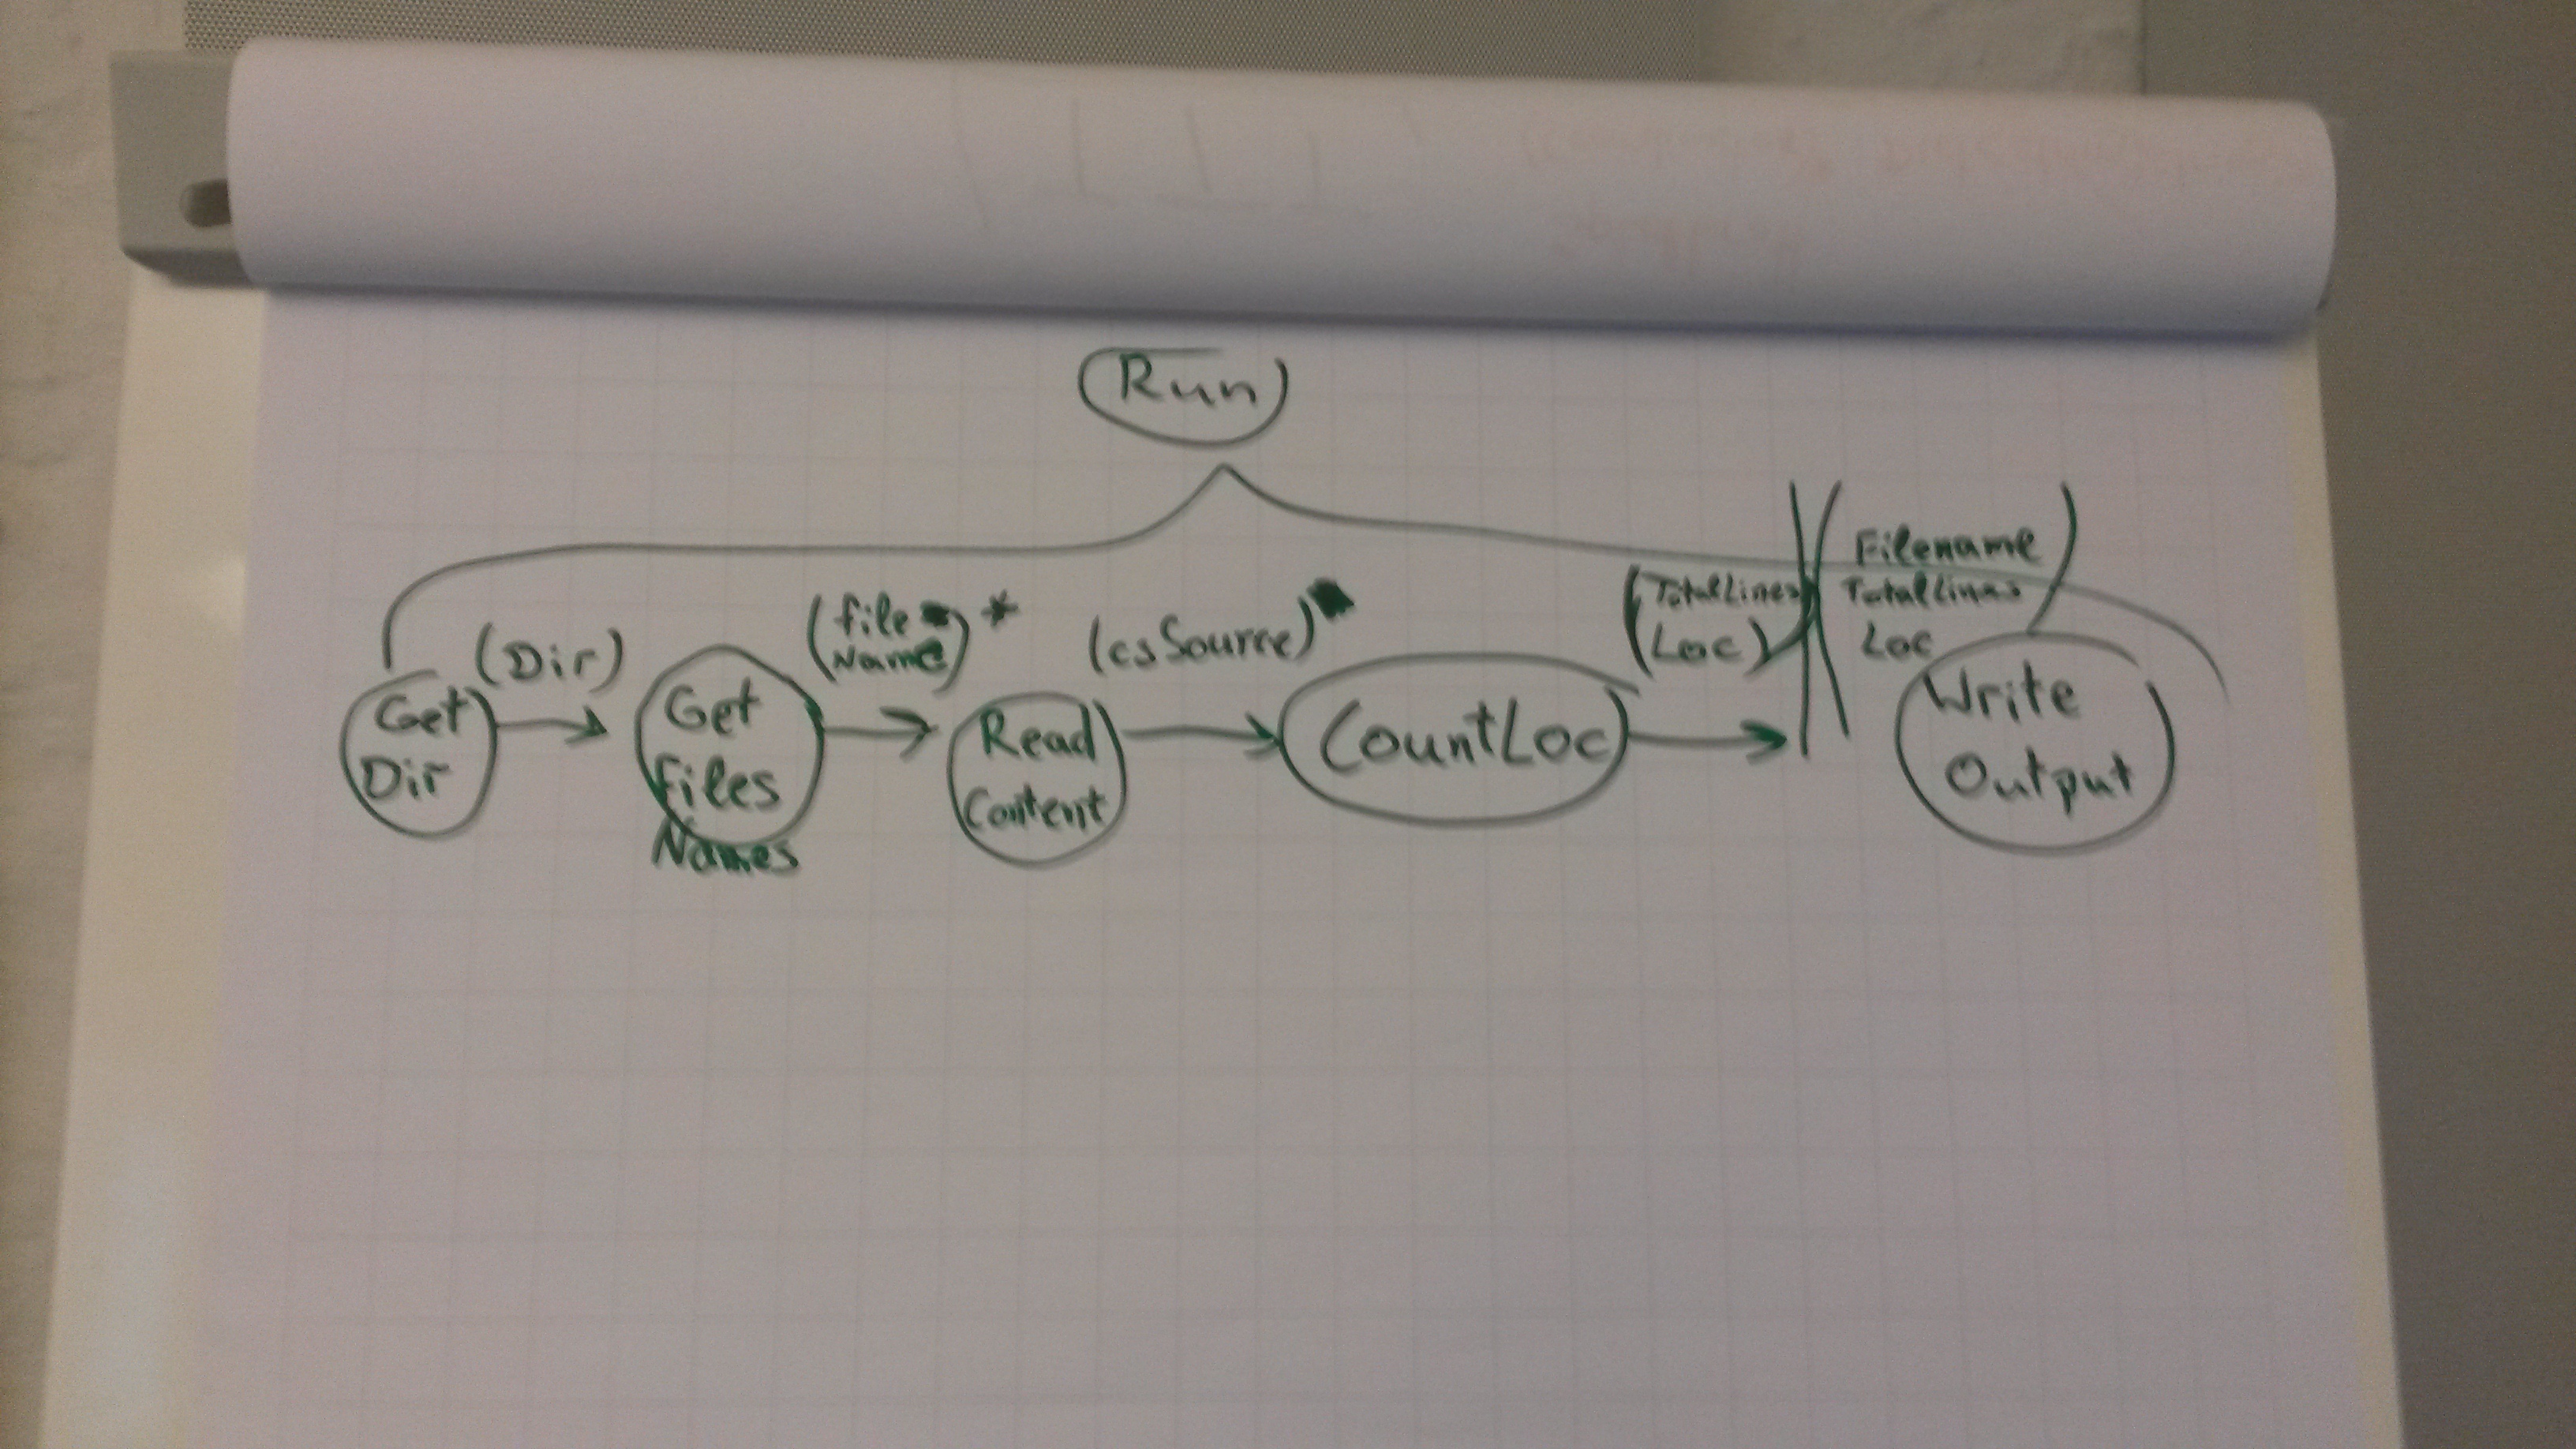 Run
(Dir)
(file
Name) *
(csSource)
(TotalLines
Loc)
(Filename
TotalLines
Loc)
Get
Dir
Get
Files
Names
Read
Content
CountLoc
Write
Output